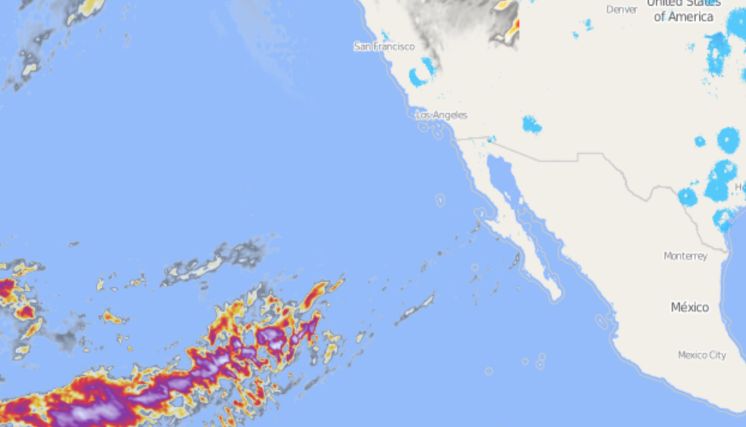 United States
of America
Denver
San Francisco
Los Angeles
Monterrey
México
Mexico City